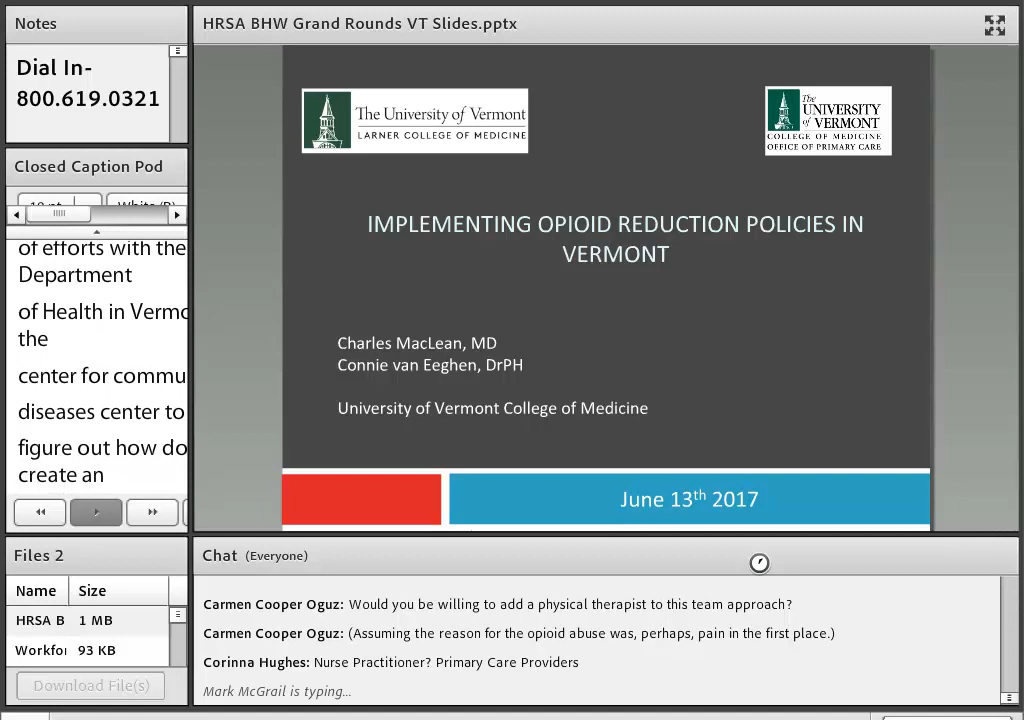 Notes
HRSA BHW Grand Rounds VT Slides.pptx
Dial In-
800.619.0321
Closed Caption Pod
of efforts with the
Department
of Health in Vermo
the
center for commu
diseases center to
figure out how do
create an
The University of Vermont
LARNER COLLEGE OF MEDICINE
The
UNIVERSITY
of VERMONT
COLLEGE OF MEDICINE
OFFICE OF PRIMARY CARE
IMPLEMENTING OPIOID REDUCTION POLICIES IN
VERMONT
Charles MacLean, MD
Connie van Eeghen, DrPH
University of Vermont College of Medicine
June 13th 2017
Files 2
Name Size
HRSA B 1 MB
Workfo 93 KB
Download File(s)
Chat (Everyone)
Carmen Cooper Oguz: Would you be willing to add a physical therapist to this team approach?
Carmen Cooper Oguz: (Assuming the reason for the opioid abuse was, perhaps, pain in the first place.)
Corinna Hughes: Nurse Practitioner? Primary Care Providers
Mark McGrail is typing...